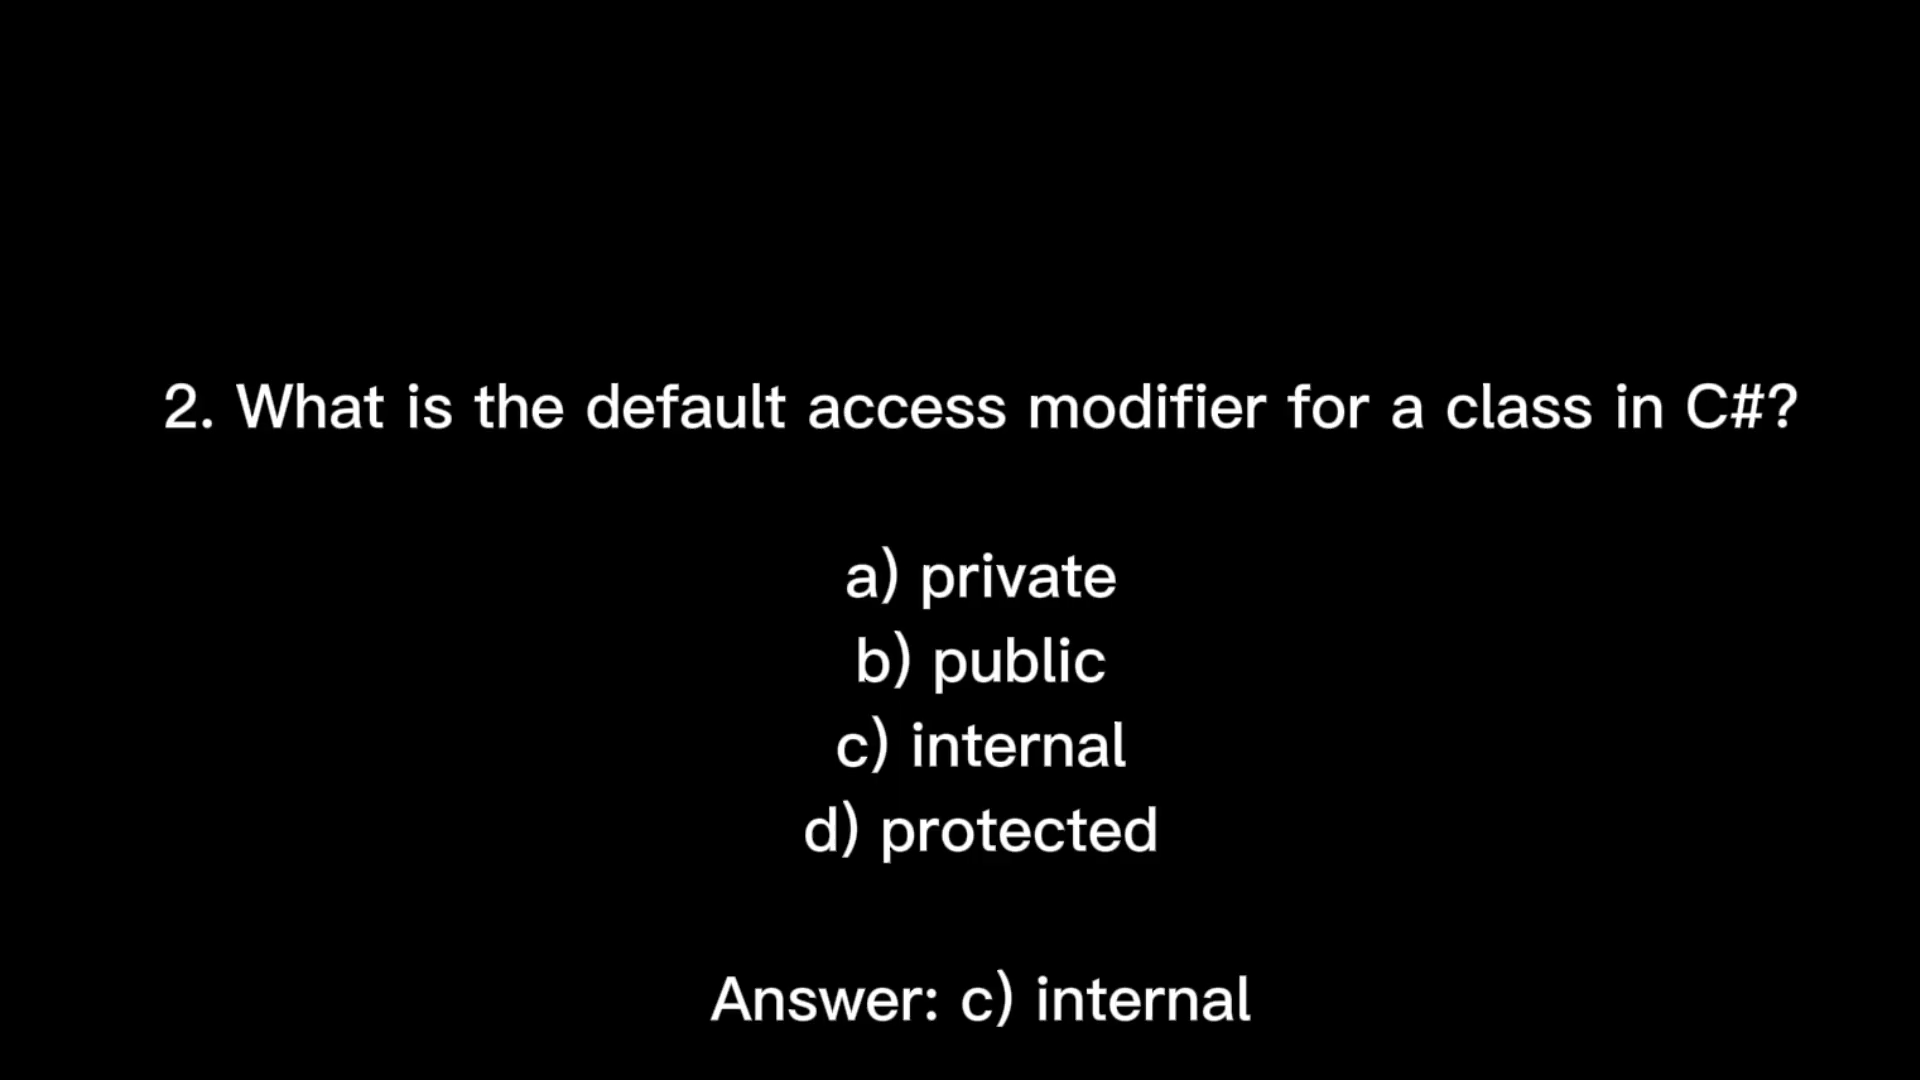 2. What is the default access modifier for a class in C#?
a) private
b) public
c) internal
d) protected
Answer: c) internal